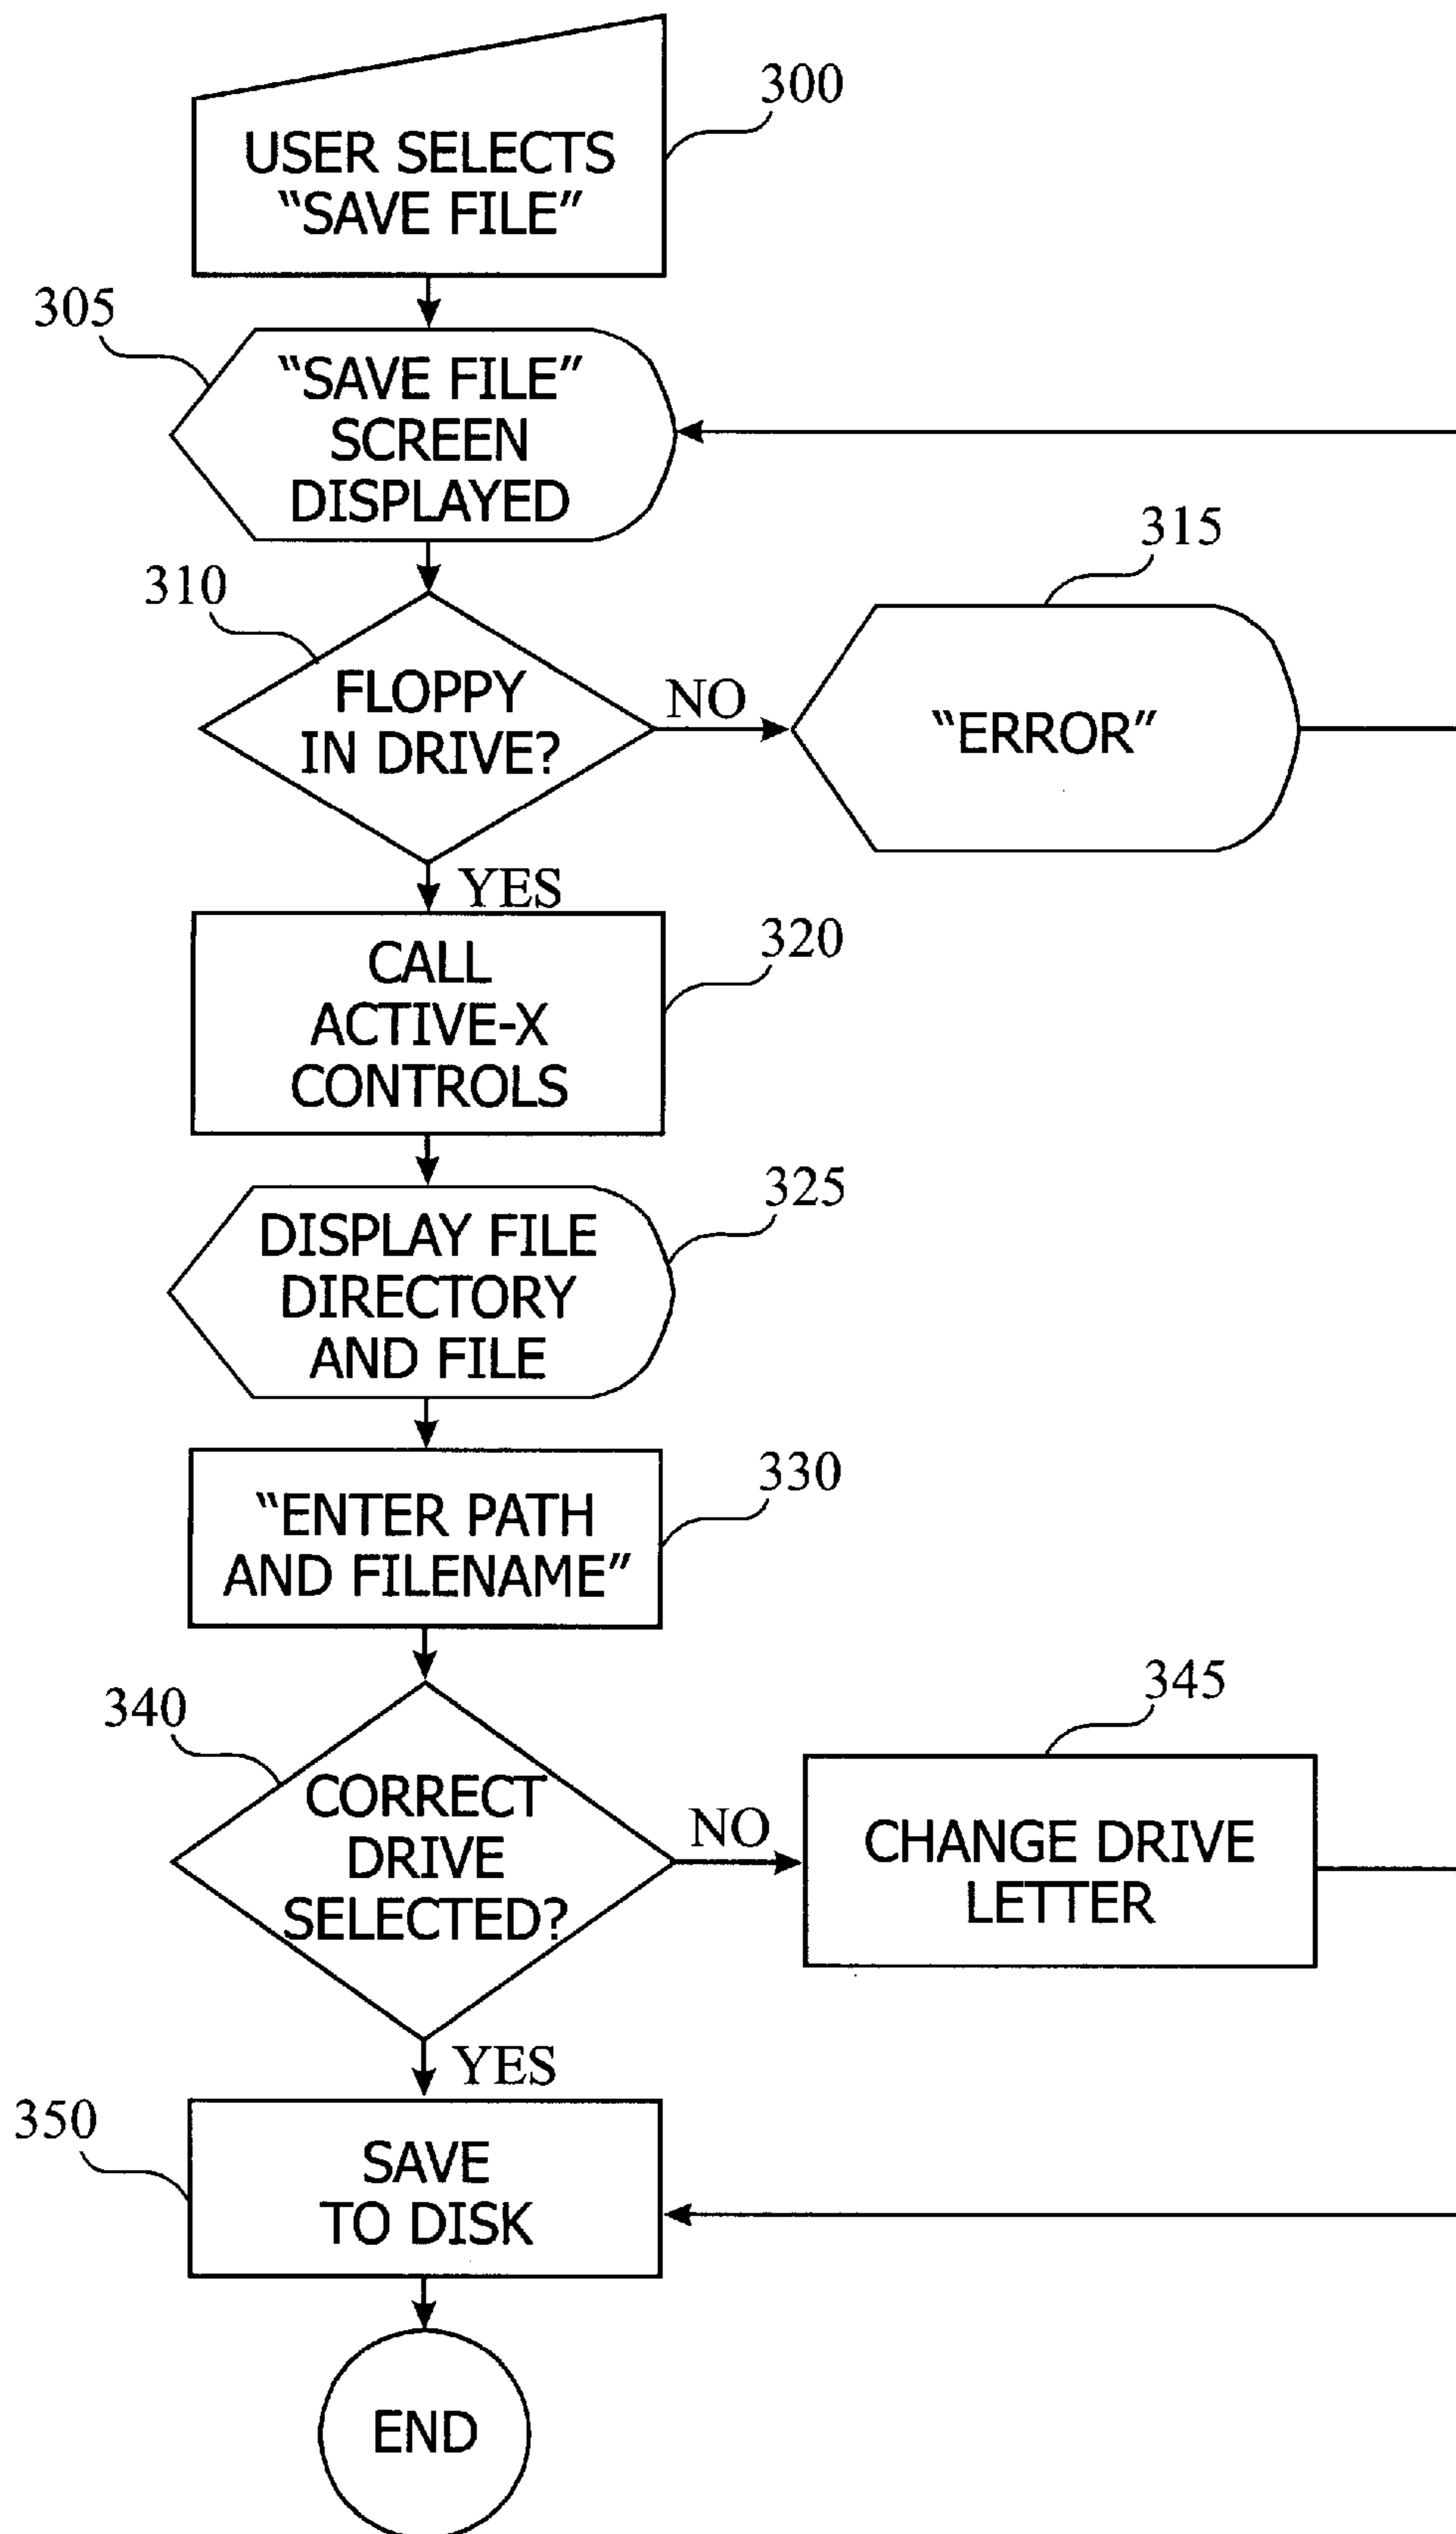 300
USER SELECTS
“SAVE FILE”
305
“SAVE FILE”
SCREEN
DISPLAYED
310
FLOPPY
IN DRIVE?
NO
315
“ERROR”
YES
320
CALL
ACTIVE-X
CONTROLS
325
DISPLAY FILE
DIRECTORY
AND FILE
330
“ENTER PATH
AND FILENAME”
340
CORRECT
DRIVE
SELECTED?
NO
345
CHANGE DRIVE
LETTER
YES
350
SAVE
TO DISK
END